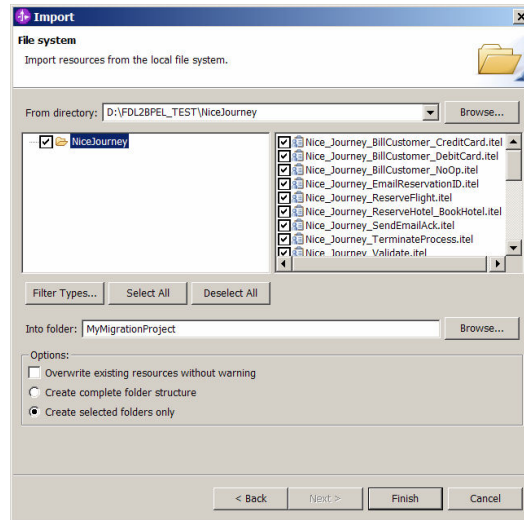 Import
File system
Import resources from the local file system.
From directory: D:\FDL2BPEL_TEST\NiceJourney Browse...
NiceJourney
Nice_Journey_BillCustomer_CreditCard.itel
Nice_Journey_BillCustomer_DebitCard.itel
Nice_Journey_BillCustomer_NoOp.itel
Nice_Journey_EmailReservationID.itel
Nice_Journey_ReserveFlight.itel
Nice_Journey_ReserveHotel_BookHotel.itel
Nice_Journey_SendEmailAck.itel
Nice_Journey_TerminateProcess.itel
Nice_Journey_Validate.itel
Filter Types... Select All Deselect All
Into folder: MyMigrationProject Browse...
Options:
Overwrite existing resources without warning
Create complete folder structure
Create selected folders only
< Back Next > Finish Cancel